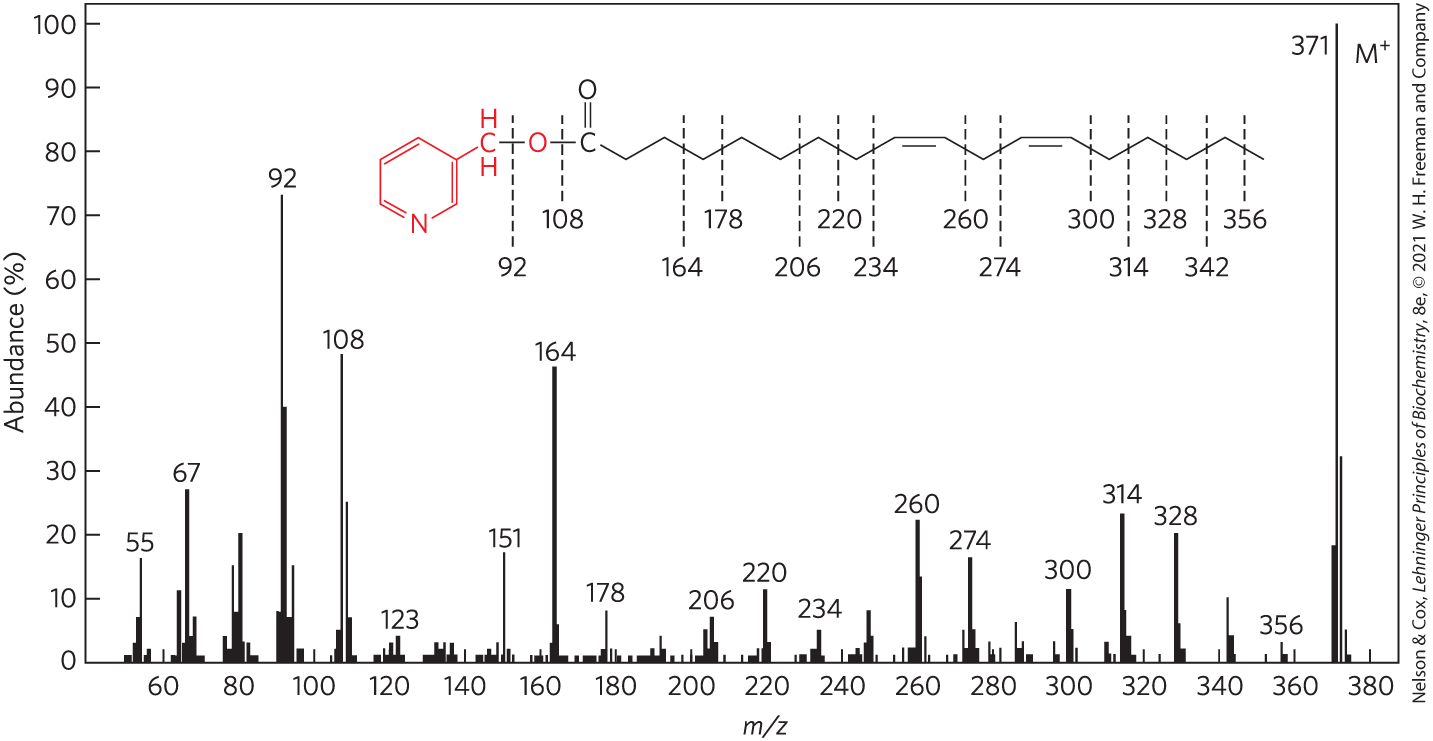 100
90
80
70
60
50
40
30
20
10
0
Abundance (%)
60 80 100 120 140 160 180 200 220 240 260 280 300 320 340 360 380
m/z
55
67
92
108
123
151
164
178
206
220
234
260
274
300
314
328
356
371 M+
O
H
C O C
H
N
108 178 220 260 300 328 356
92 164 206 234 274 314 342
Nelson & Cox, Lehninger Principles of Biochemistry, 8e, © 2021 W. H. Freeman and Company